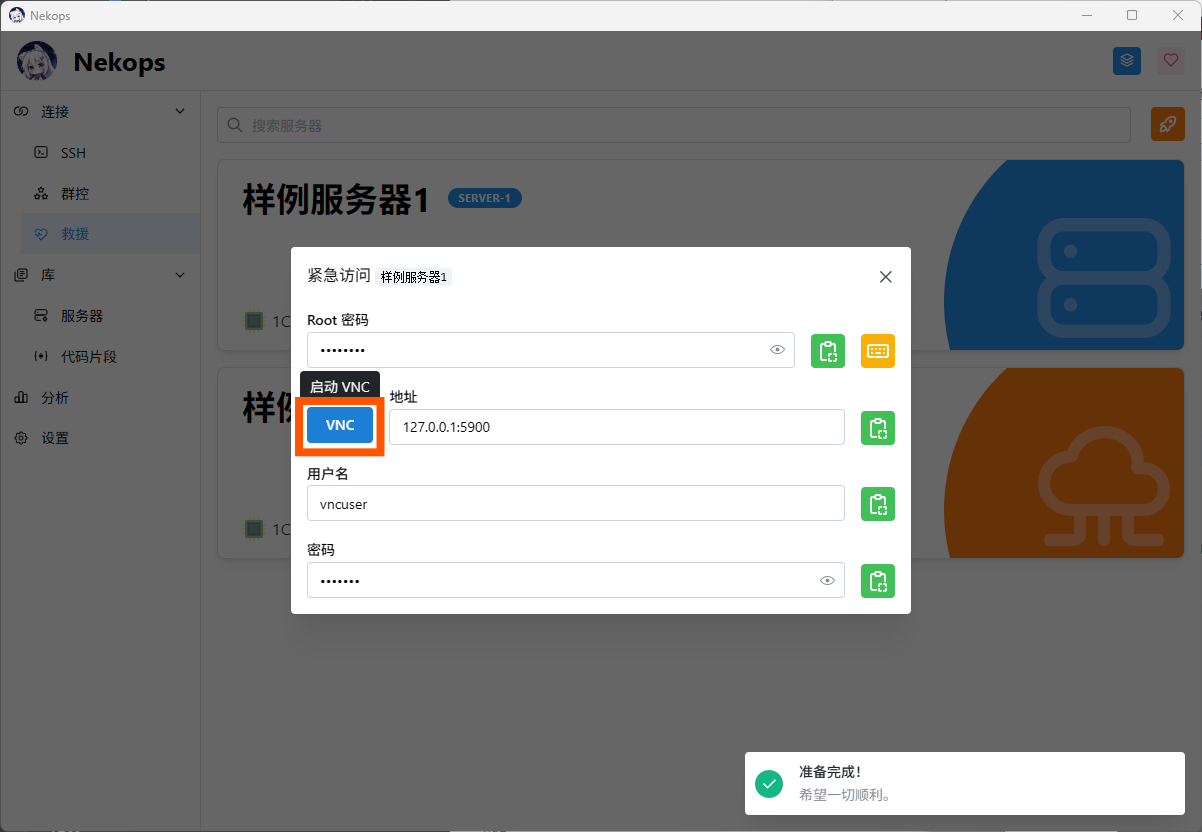 Nekops
Nekops
连接
SSH
群控
救援
库
服务器
代码片段
分析
设置
搜索服务器
样例服务器1 SERVER-1
1C
样例
1C
紧急访问 样例服务器1
Root 密码
••••••••
启动 VNC
地址
VNC
127.0.0.1:5900
用户名
vncuser
密码
•••••••
准备完成！
希望一切顺利。